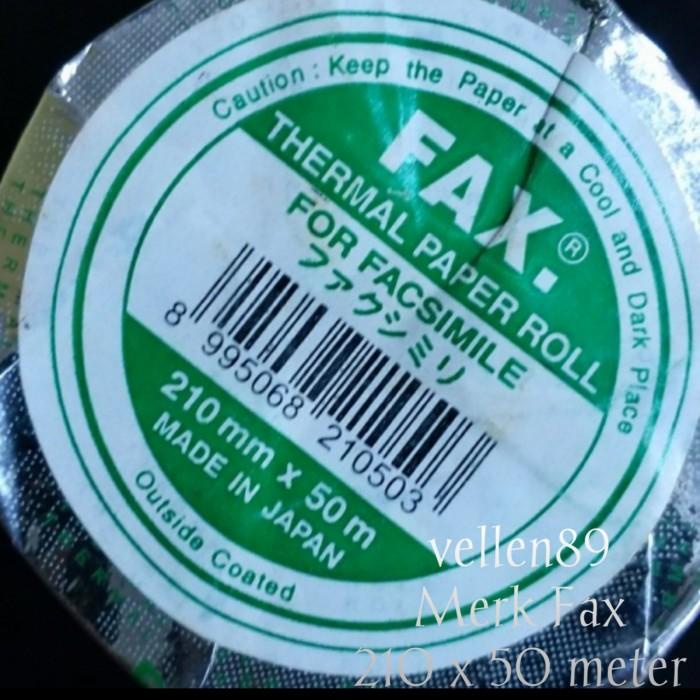 Caution : Keep the Paper at a Cool and Dark Place
FAX.®
THERMAL PAPER ROLL
FOR FACSIMILE
ファクシミリ
8 995068 210503
210 mm x 50 m
MADE IN JAPAN
Outside Coated
vellen89
Merk Fax
210 x 50 meter